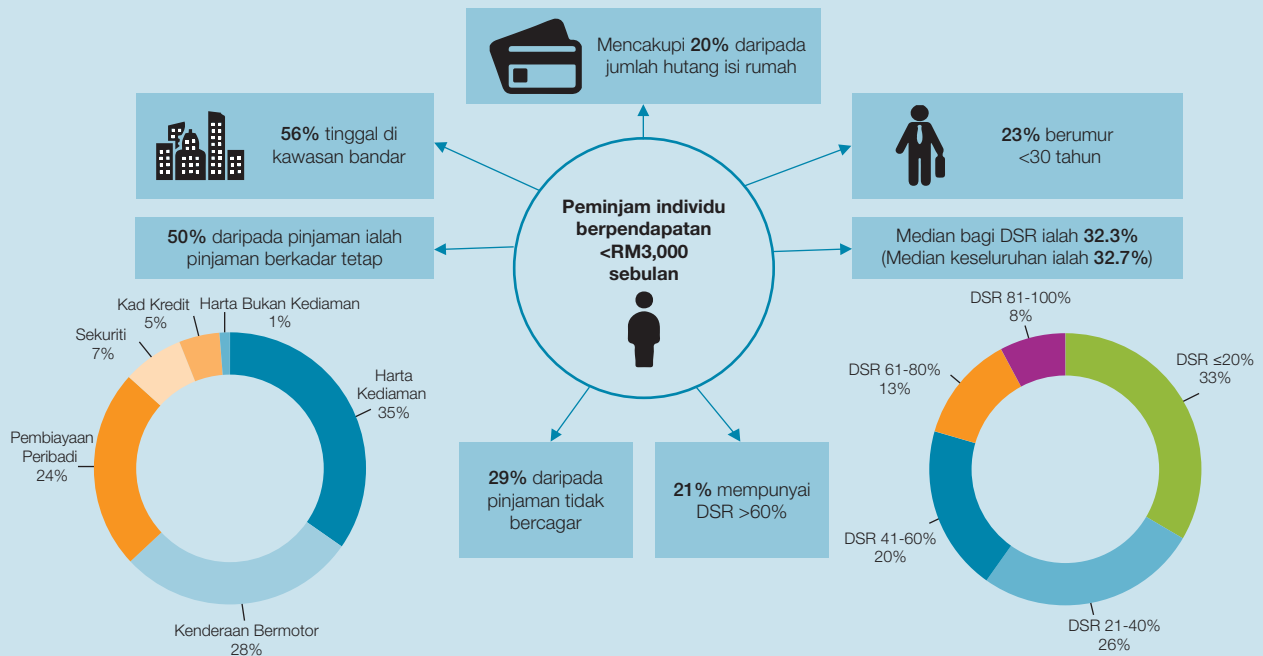 Mencakupi 20% daripada
jumlah hutang isi rumah
56% tinggal di
kawasan bandar
23% berumur
<30 tahun
Peminjam individu
berpendapatan
<RM3,000
sebulan
50% daripada pinjaman ialah
pinjaman berkadar tetap
Median bagi DSR ialah 32.3%
(Median keseluruhan ialah 32.7%)
Kad Kredit
5%
Harta Bukan Kediaman
1%
Sekuriti
7%
Harta
Kediaman
35%
Pembiayaan
Peribadi
24%
Kenderaan Bermotor
28%
29% daripada
pinjaman tidak
bercagar
21% mempunyai
DSR >60%
DSR 81-100%
8%
DSR ≤20%
33%
DSR 61-80%
13%
DSR 41-60%
20%
DSR 21-40%
26%